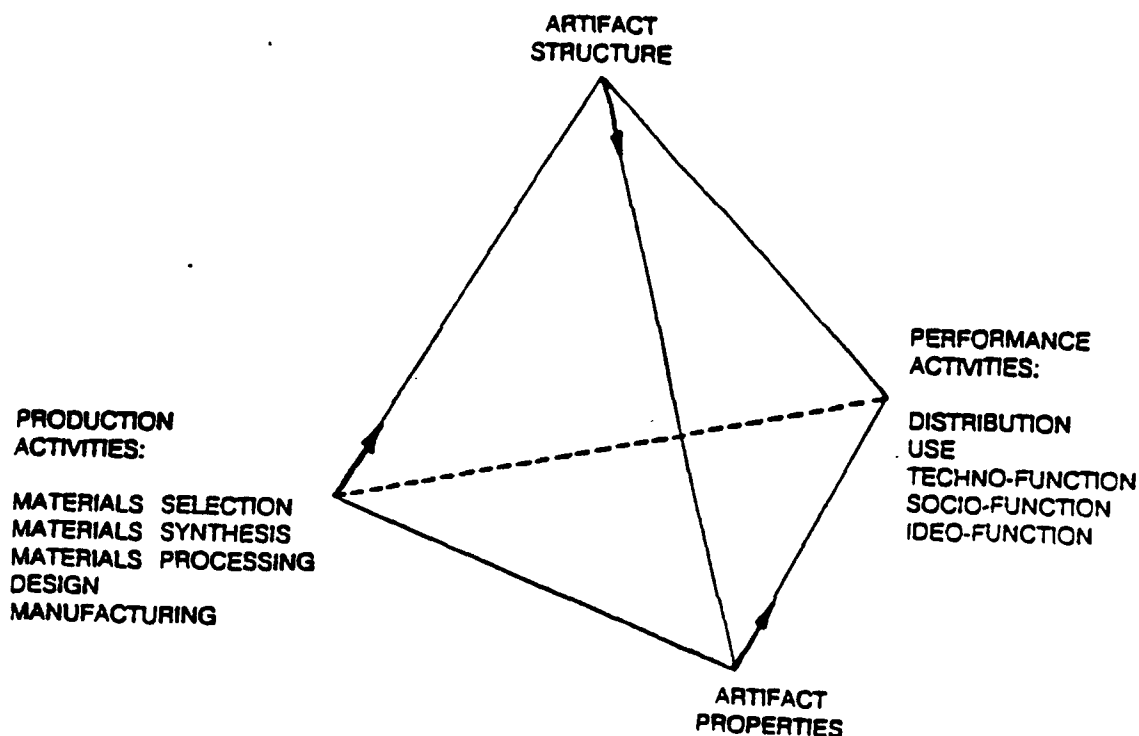 ARTIFACT
STRUCTURE
PERFORMANCE
ACTIVITIES:
DISTRIBUTION
USE
TECHNO-FUNCTION
SOCIO-FUNCTION
IDEO-FUNCTION
PRODUCTION
ACTIVITIES:
MATERIALS SELECTION
MATERIALS SYNTHESIS
MATERIALS PROCESSING
DESIGN
MANUFACTURING
ARTIFACT
PROPERTIES